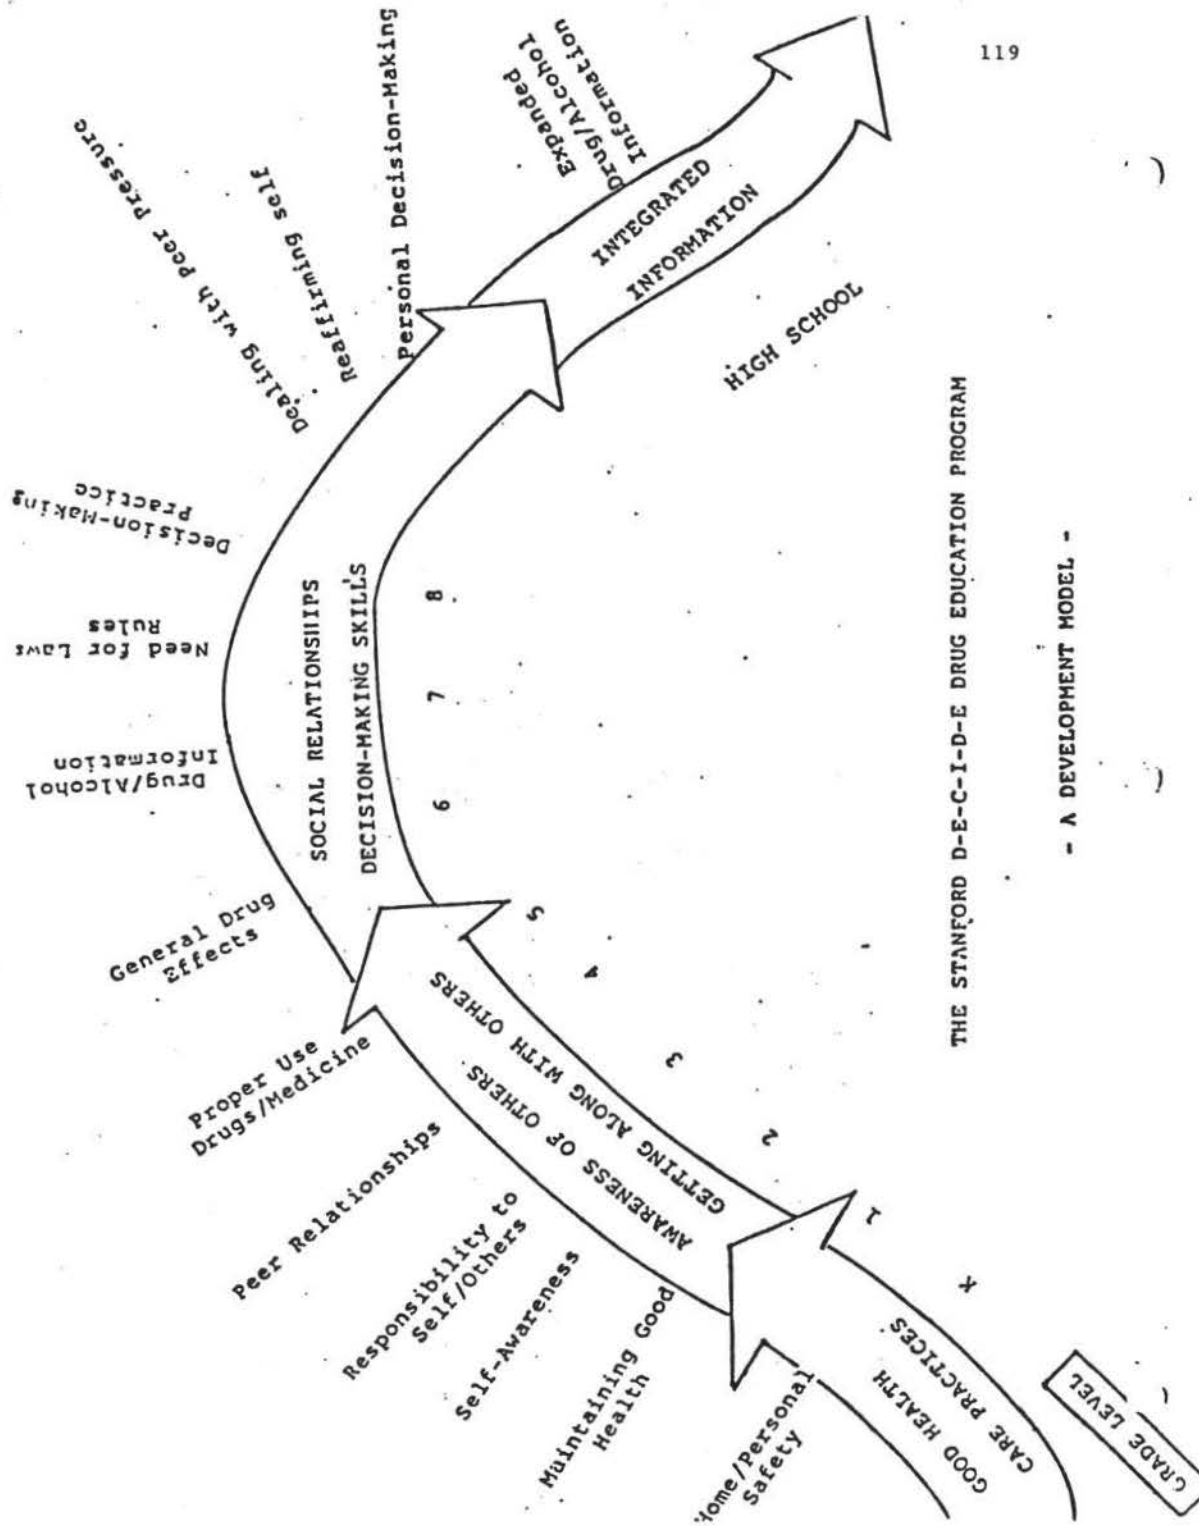 119
Home/Personal
Safety
Maintaining Good
Health
Self-Awareness
Responsibility to
Self/Others
Peer Relationships
Proper Use
Drugs/Medicine
General Drug
Effects
Drug/Alcohol
Information
Need for Laws
Rules
Decision-Making
Practice
Dealing with Peer Pressure
Reaffirming self
Personal Decision-Making
Expanded
Drug/Alcohol
Information
GOOD HEALTH
CARE PRACTICES
AWARENESS OF OTHERS
GETTING ALONG WITH OTHERS
SOCIAL RELATIONSHIPS
DECISION-MAKING SKILLS
INTEGRATED
INFORMATION
GRADE LEVEL
K
1
2
3
4
5
6
7
8
HIGH SCHOOL
THE STANFORD D-E-C-I-D-E DRUG EDUCATION PROGRAM
- A DEVELOPMENT MODEL -